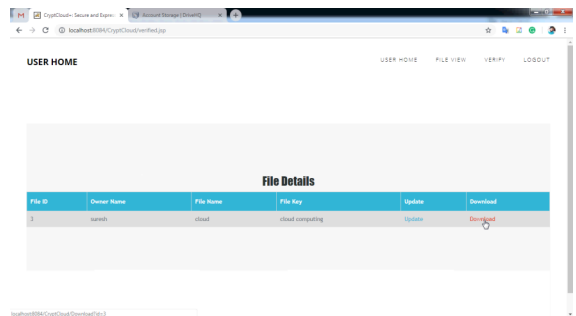 CryptCloud+: Secure and Expres
Account Storage | DriveHQ
localhost:8084/CryptCloud/verified.jsp
USER HOME
USER HOME FILE VIEW VERIFY LOGOUT
File Details
File ID Owner Name File Name File Key Update Download
3 suresh cloud cloud computing Update Download
localhost:8084/CryptCloud/Download?id=3